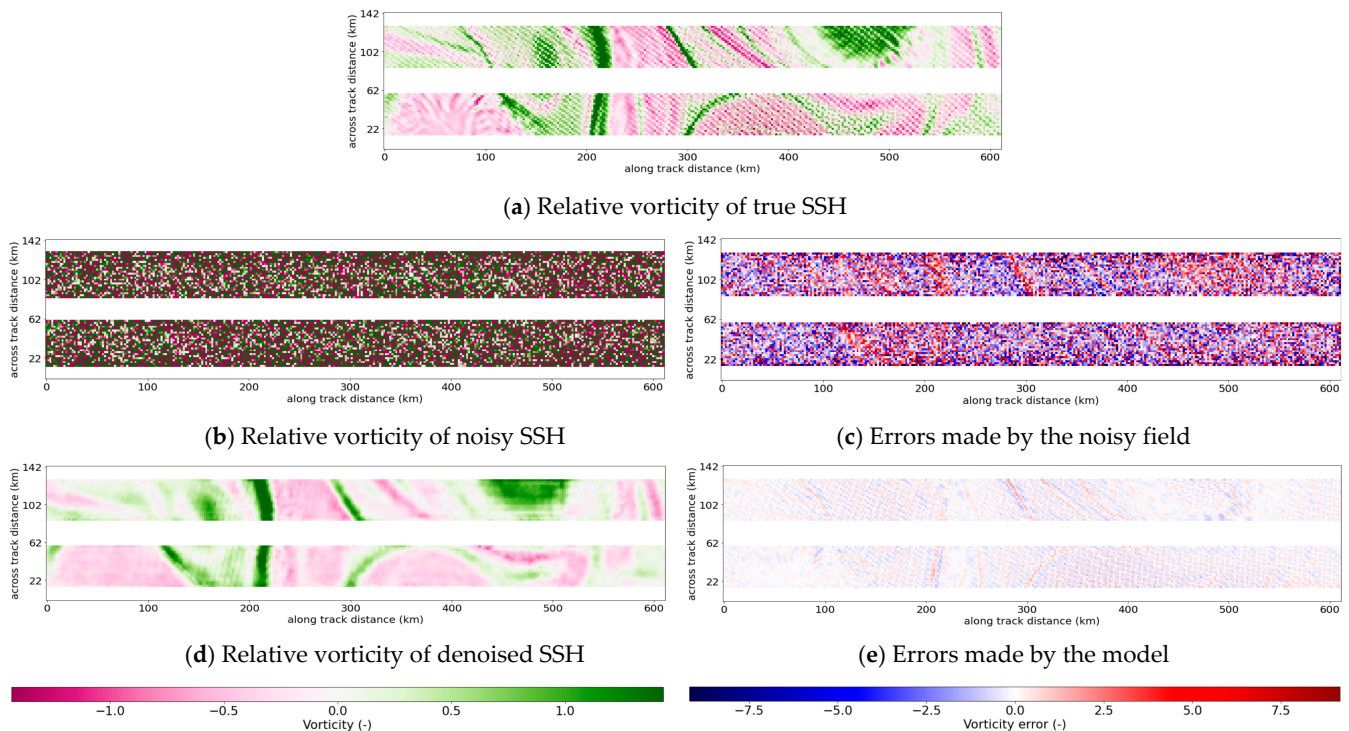 142
102
62
22
across track distance (km)
0 100 200 300 400 500 600
along track distance (km)
(a) Relative vorticity of true SSH
142
102
62
22
across track distance (km)
0 100 200 300 400 500 600
along track distance (km)
(b) Relative vorticity of noisy SSH
142
102
62
22
across track distance (km)
0 100 200 300 400 500 600
along track distance (km)
(c) Errors made by the noisy field
142
102
62
22
across track distance (km)
0 100 200 300 400 500 600
along track distance (km)
(d) Relative vorticity of denoised SSH
142
102
62
22
across track distance (km)
0 100 200 300 400 500 600
along track distance (km)
(e) Errors made by the model
−1.0 −0.5 0.0 0.5 1.0
Vorticity (-)
−7.5 −5.0 −2.5 0.0 2.5 5.0 7.5
Vorticity error (-)